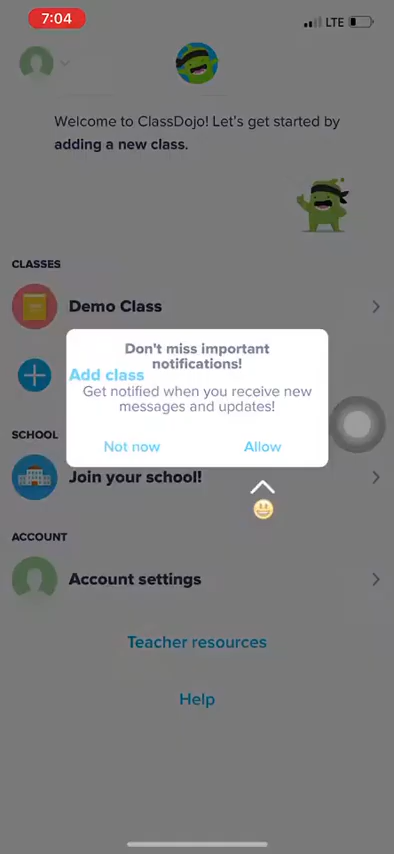 7:04
LTE
Welcome to ClassDojo! Let's get started by
adding a new class.
CLASSES
Demo Class
Don't miss important
notifications!
Add class
Get notified when you receive new
messages and updates!
Not now Allow
SCHOOL
Join your school!
ACCOUNT
Account settings
Teacher resources
Help